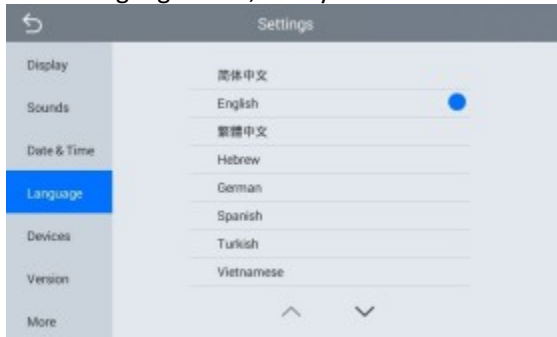 Settings
Display
Sounds
Date & Time
Language
Devices
Version
More
简体中文
English
繁體中文
Hebrew
German
Spanish
Turkish
Vietnamese